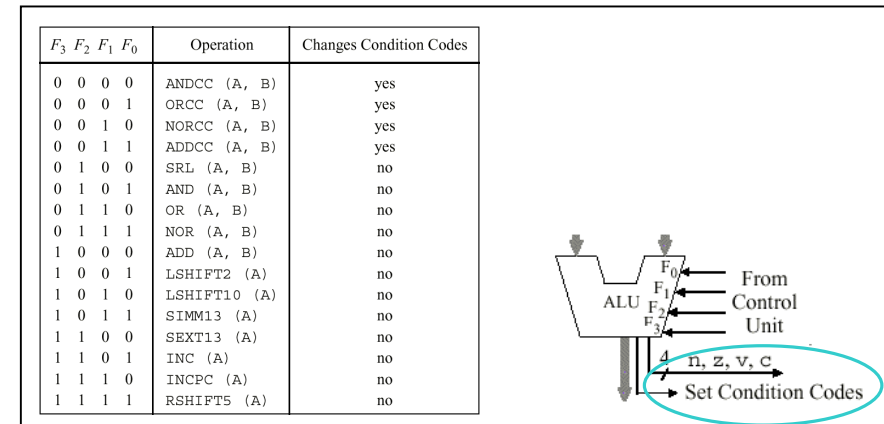 F3 F2 F1 F0 Operation Changes Condition Codes
0 0 0 0 ANDCC (A, B) yes
0 0 0 1 ORCC (A, B) yes
0 0 1 0 NORCC (A, B) yes
0 0 1 1 ADDCC (A, B) yes
0 1 0 0 SRL (A, B) no
0 1 0 1 AND (A, B) no
0 1 1 0 OR (A, B) no
0 1 1 1 NOR (A, B) no
1 0 0 0 ADD (A, B) no
1 0 0 1 LSHIFT2 (A) no
1 0 1 0 LSHIFT10 (A) no
1 0 1 1 SIMM13 (A) no
1 1 0 0 SEXT13 (A) no
1 1 0 1 INC (A) no
1 1 1 0 INCPC (A) no
1 1 1 1 RSHIFT5 (A) no
F0
F1
ALU
F2
F3
From
Control
Unit
4 n, z, v, c
Set Condition Codes